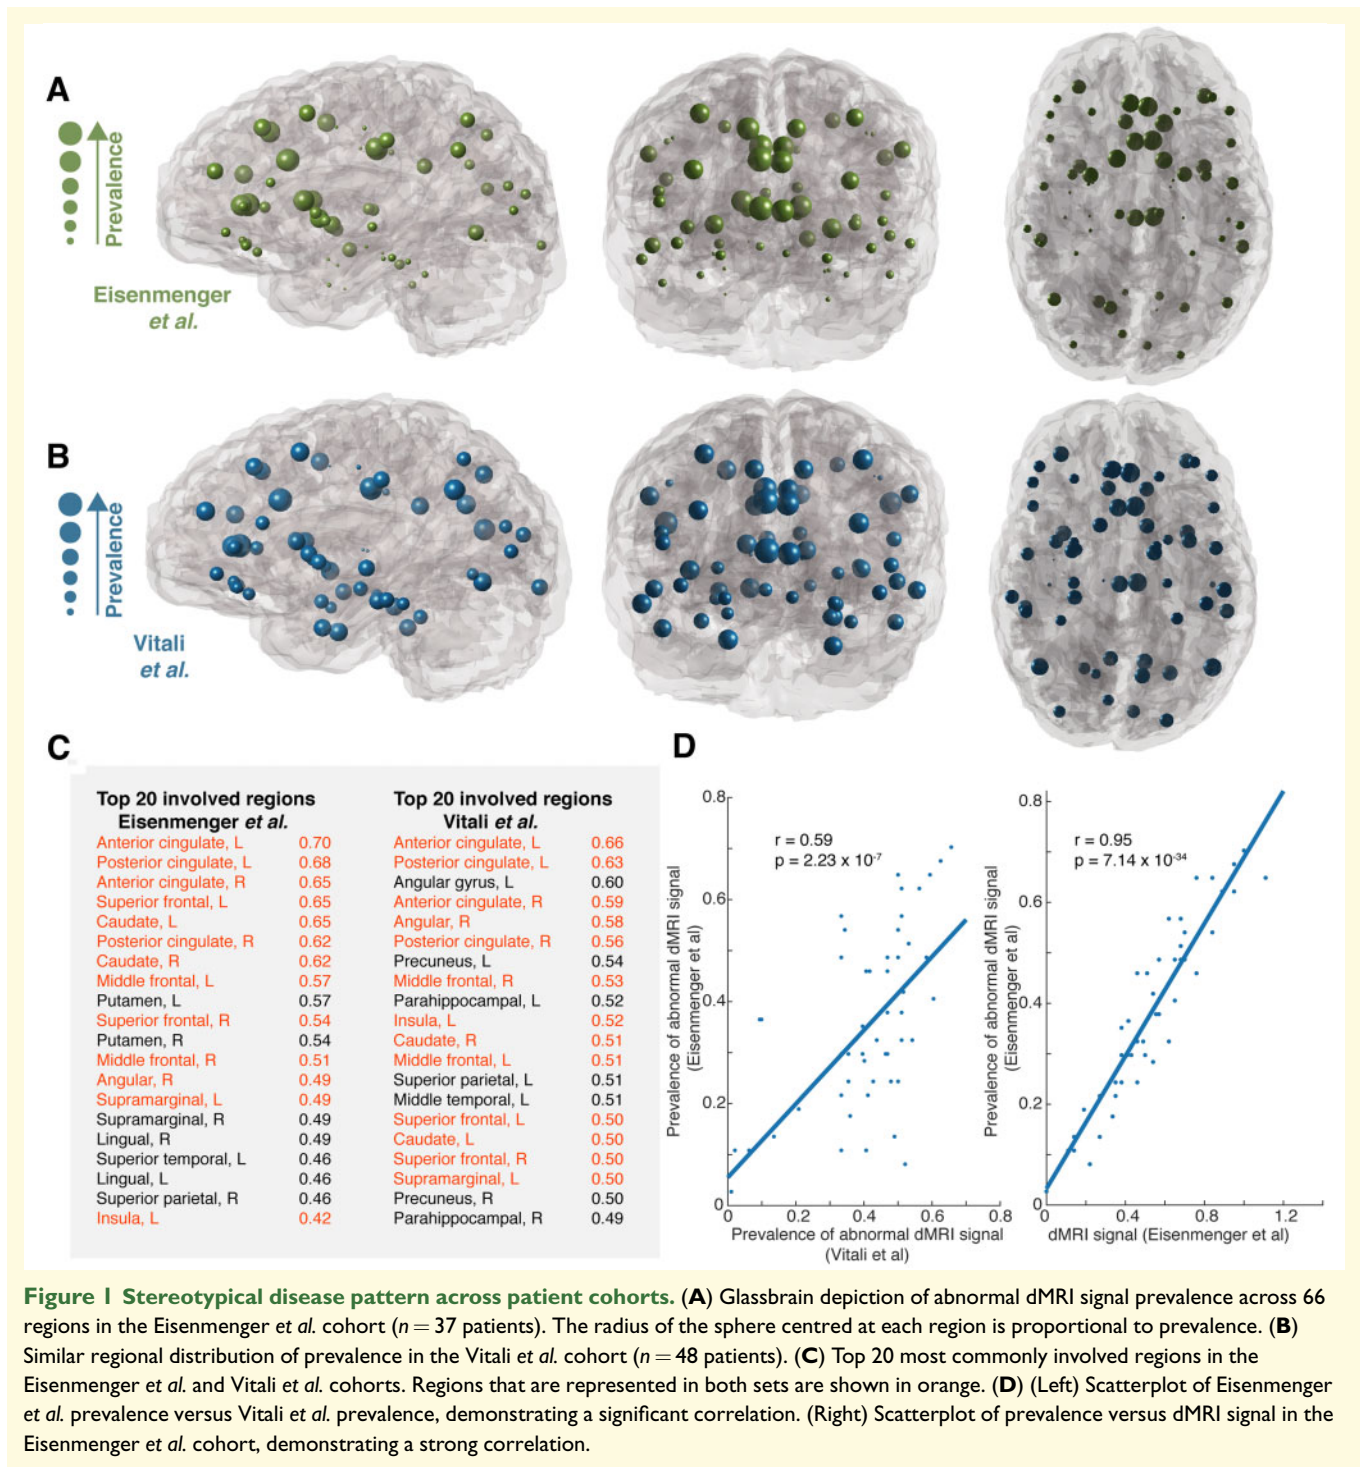 A
Prevalence
Eisenmenger
et al.
B
Prevalence
Vitali
et al.
C
Top 20 involved regions
Eisenmenger et al.
Anterior cingulate, L 0.70
Posterior cingulate, L 0.68
Anterior cingulate, R 0.65
Superior frontal, L 0.65
Caudate, L 0.65
Posterior cingulate, R 0.62
Caudate, R 0.62
Middle frontal, L 0.57
Putamen, L 0.57
Superior frontal, R 0.54
Putamen, R 0.54
Middle frontal, R 0.51
Angular, R 0.49
Supramarginal, L 0.49
Supramarginal, R 0.49
Lingual, R 0.49
Superior temporal, L 0.46
Lingual, L 0.46
Superior parietal, R 0.46
Insula, L 0.42
Top 20 involved regions
Vitali et al.
Anterior cingulate, L 0.66
Posterior cingulate, L 0.63
Angular gyrus, L 0.60
Anterior cingulate, R 0.59
Angular, R 0.58
Posterior cingulate, R 0.56
Precuneus, L 0.54
Middle frontal, R 0.53
Parahippocampal, L 0.52
Insula, L 0.52
Caudate, R 0.51
Middle frontal, L 0.51
Superior parietal, L 0.51
Middle temporal, L 0.51
Superior frontal, L 0.50
Caudate, L 0.50
Superior frontal, R 0.50
Supramarginal, L 0.50
Precuneus, R 0.50
Parahippocampal, R 0.49
D
Prevalence of abnormal dMRI signal
(Eisenmenger et al)
0.8
0.6
0.4
0.2
0
r = 0.59
p = 2.23 x 10-7
0 0.2 0.4 0.6 0.8
Prevalence of abnormal dMRI signal
(Vitali et al)
Prevalence of abnormal dMRI signal
(Eisenmenger et al)
0.8
0.6
0.4
0.2
0
r = 0.95
p = 7.14 x 10-34
0 0.4 0.8 1.2
dMRI signal (Eisenmenger et al)
Figure 1 Stereotypical disease pattern across patient cohorts. (A) Glassbrain depiction of abnormal dMRI signal prevalence across 66
regions in the Eisenmenger et al. cohort (n = 37 patients). The radius of the sphere centred at each region is proportional to prevalence. (B)
Similar regional distribution of prevalence in the Vitali et al. cohort (n = 48 patients). (C) Top 20 most commonly involved regions in the
Eisenmenger et al. and Vitali et al. cohorts. Regions that are represented in both sets are shown in orange. (D) (Left) Scatterplot of Eisenmenger
et al. prevalence versus Vitali et al. prevalence, demonstrating a significant correlation. (Right) Scatterplot of prevalence versus dMRI signal in the
Eisenmenger et al. cohort, demonstrating a strong correlation.